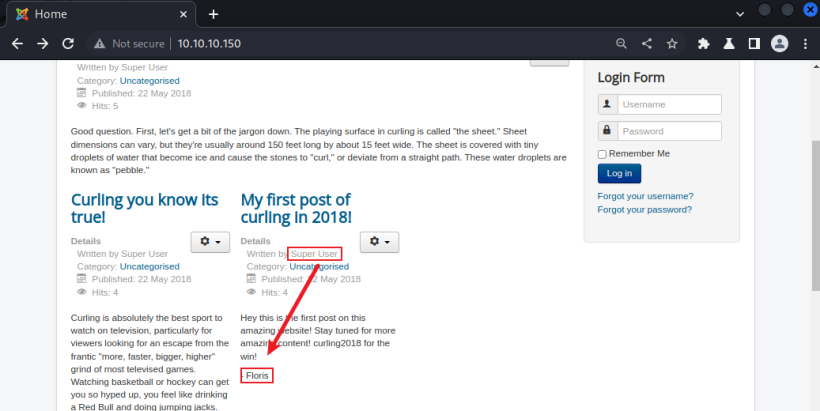 Home
Not secure | 10.10.10.150
Written by Super User
Category: Uncategorised
Published: 22 May 2018
Hits: 5
Good question. First, let's get a bit of the jargon down. The playing surface in curling is called "the sheet." Sheet
dimensions can vary, but they're usually around 150 feet long by about 15 feet wide. The sheet is covered with tiny
droplets of water that become ice and cause the stones to "curl," or deviate from a straight path. These water droplets are
known as "pebble."
Curling you know its
true!
Details
Written by Super User
Category: Uncategorised
Published: 22 May 2018
Hits: 4
Curling is absolutely the best sport to
watch on television, particularly for
viewers looking for an escape from the
frantic "more, faster, bigger, higher"
grind of most televised games.
Watching basketball or hockey can get
you so hyped up, you feel like drinking
a Red Bull and doing jumping jacks.
My first post of
curling in 2018!
Details
Written by Super User
Category: Uncategorised
Published: 22 May 2018
Hits: 4
Hey this is the first post on this
amazing website! Stay tuned for more
amazing content! curling2018 for the
win!
- Floris
Login Form
Username
Password
Remember Me
Log in
Forgot your username?
Forgot your password?